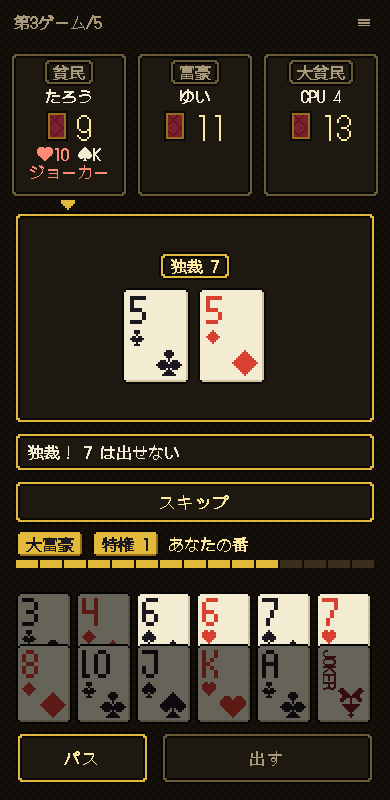 第3ゲーム/5
≡
貧民 富豪 大貧民
たろう ゆい CPU 4
9 11 13
♥10 ♠K
ジョーカー
独裁 7
5 5
独裁！ 7 は出せない
スキップ
大富豪 特権 1 あなたの番
3 4 6 6 7 7
8 10 J K A JOKER
パス 出す